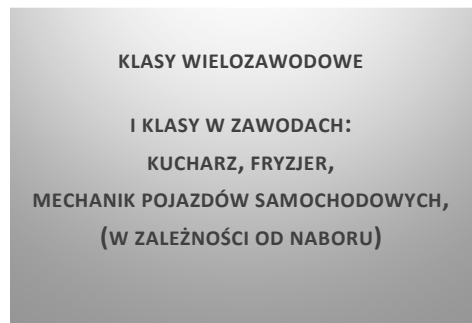 KLASY WIELOZAWODOWE
I KLASY W ZAWODACH:
KUCHARZ, FRYZJER,
MECHANIK POJAZDÓW SAMOCHODOWYCH,
(W ZALEŻNOŚCI OD NABORU)